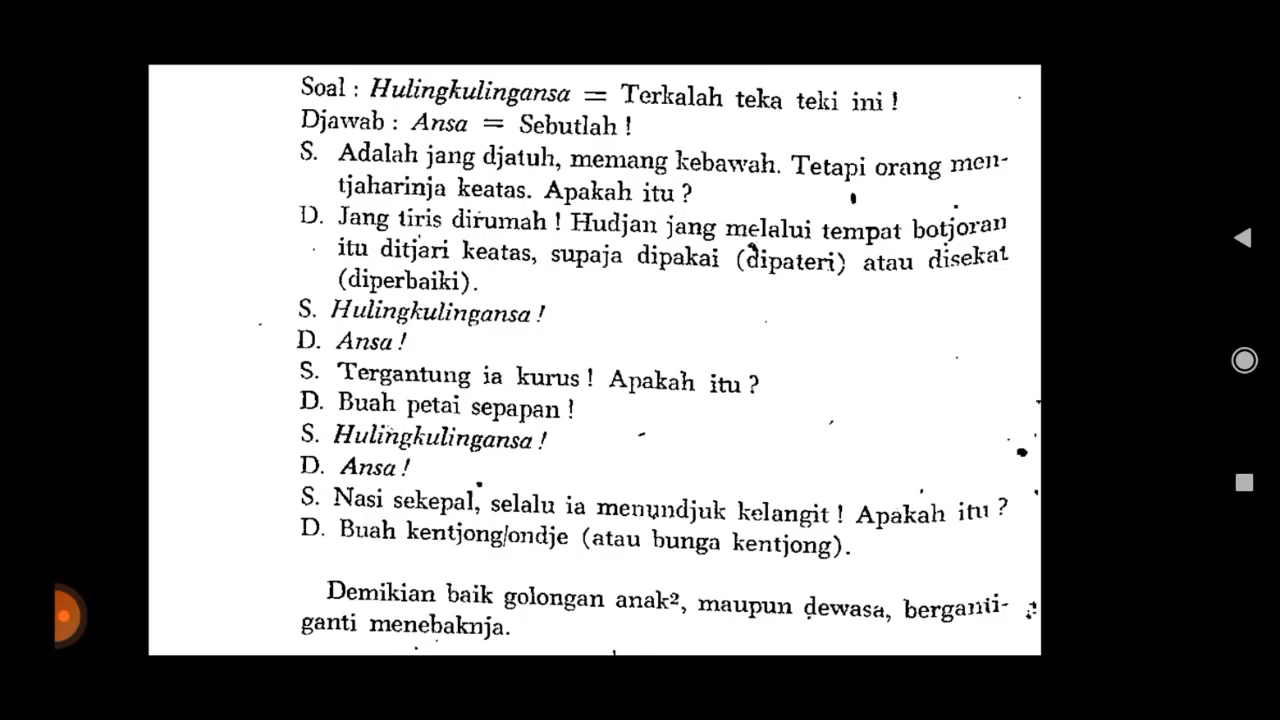 Soal : Hulingkulingansa = Terkalah teka teki ini !
Djawab : Ansa = Sebutlah !
S. Adalah jang djatuh, memang kebawah. Tetapi orang men-
tjaharinja keatas. Apakah itu ?
D. Jang tiris dirumah ! Hudjan jang melalui tempat botjoran
itu ditjari keatas, supaja dipakai (dipateri) atau disekat
(diperbaiki).
S. Hulingkulingansa !
D. Ansa !
S. Tergantung ia kurus ! Apakah itu ?
D. Buah petai sepapan !
S. Hulingkulingansa !
D. Ansa !
S. Nasi sekepal, selalu ia menundjuk kelangit ! Apakah itu ?
D. Buah kentjong/ondje (atau bunga kentjong).
Demikian baik golongan anak², maupun dewasa, berganti-
ganti menebaknja.